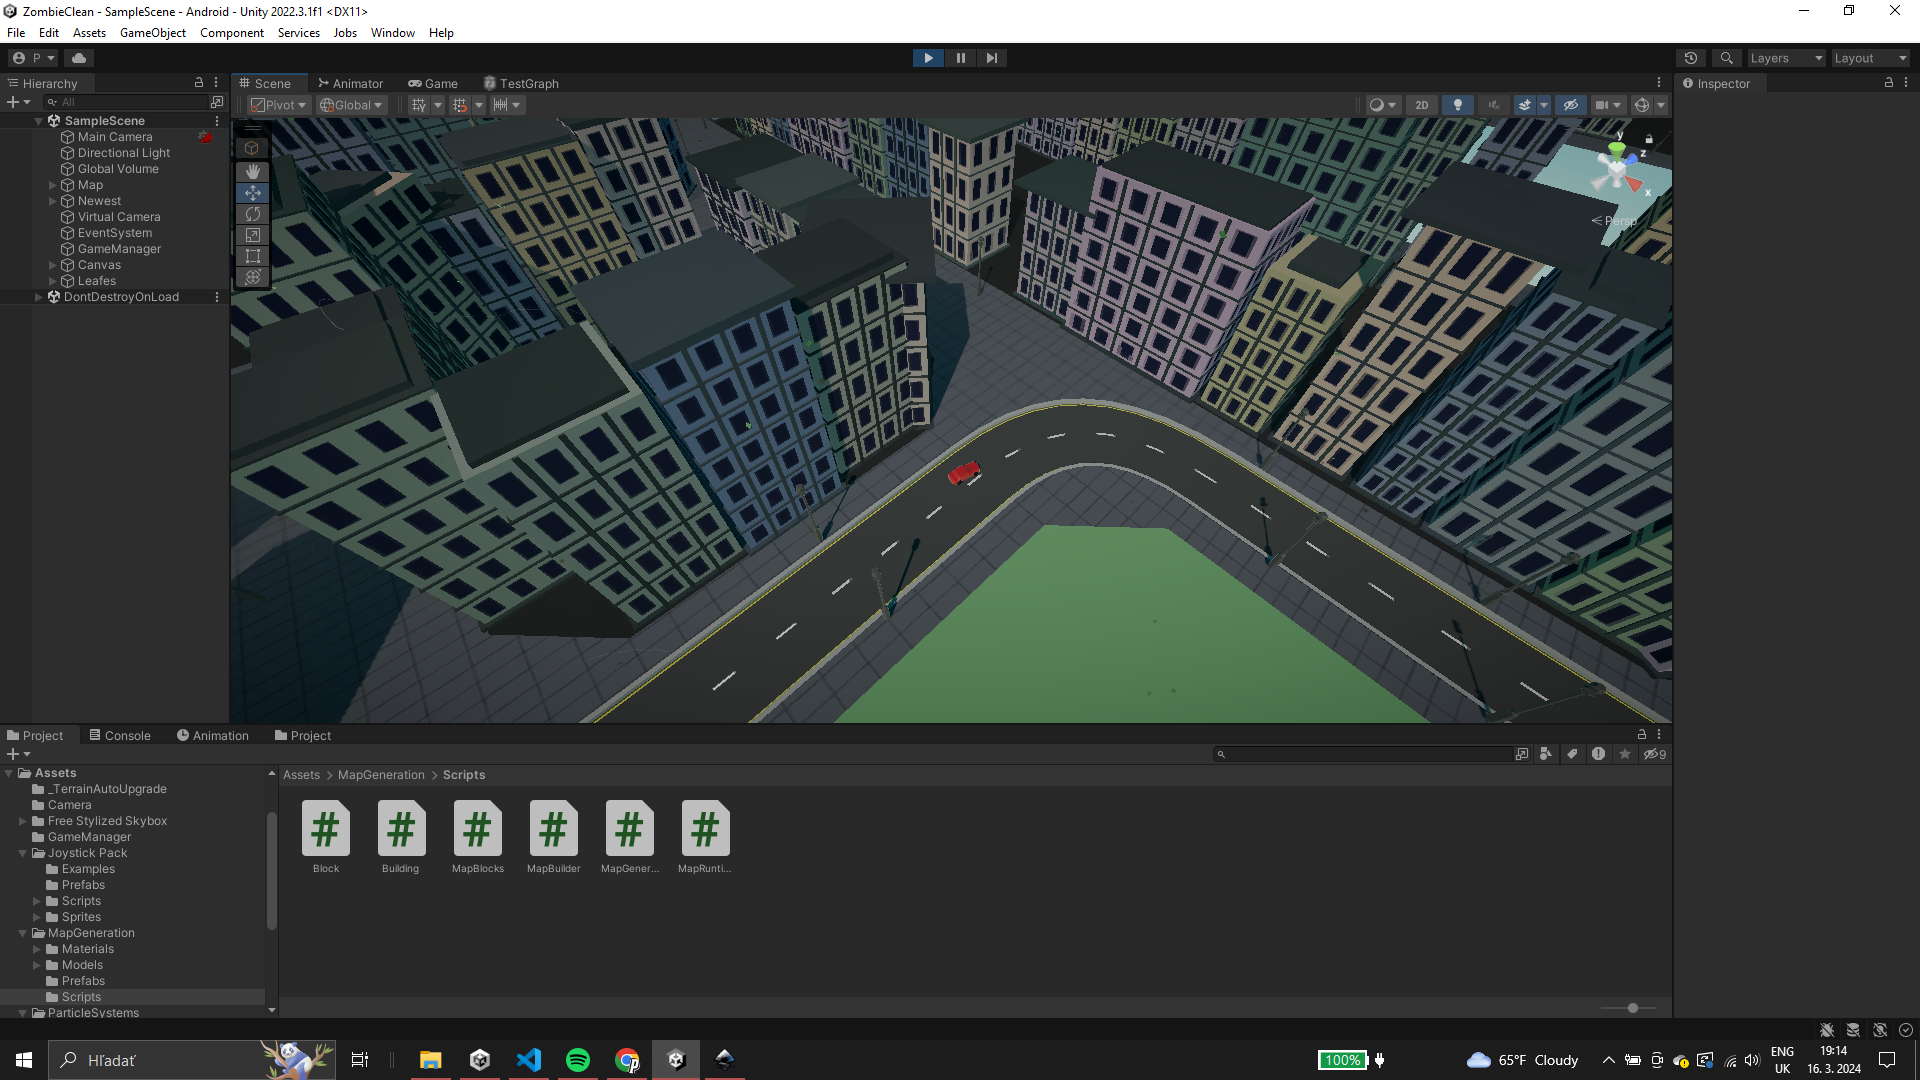 ZombieClean - SampleScene - Android - Unity 2022.3.1f1 <DX11>
File Edit Assets GameObject Component Services Jobs Window Help
P Layers Layout
Hierarchy
All
SampleScene
Main Camera
Directional Light
Global Volume
Map
Newest
Virtual Camera
EventSystem
GameManager
Canvas
Leafes
DontDestroyOnLoad
Scene Animator Game TestGraph
Pivot Global 2D
y
z
x
Persp
Inspector
Project Console Animation Project
9
Assets
_TerrainAutoUpgrade
Camera
Free Stylized Skybox
GameManager
Joystick Pack
Examples
Prefabs
Scripts
Sprites
MapGeneration
Materials
Models
Prefabs
Scripts
ParticleSystems
Assets > MapGeneration > Scripts
# # # # # #
Block Building MapBlocks MapBuilder MapGener... MapRunti...
Hľadať
100%
65°F Cloudy
ENG
UK
19:14
16. 3. 2024